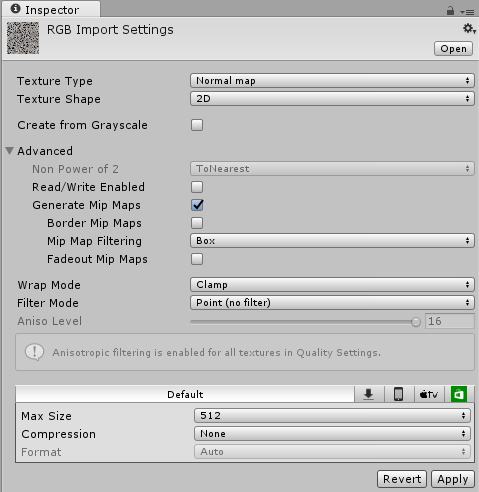 Inspector
RGB Import Settings
Open
Texture Type Normal map
Texture Shape 2D
Create from Grayscale
Advanced
Non Power of 2 ToNearest
Read/Write Enabled
Generate Mip Maps
Border Mip Maps
Mip Map Filtering Box
Fadeout Mip Maps
Wrap Mode Clamp
Filter Mode Point (no filter)
Aniso Level 16
Anisotropic filtering is enabled for all textures in Quality Settings.
Default tv
Max Size 512
Compression None
Format Auto
Revert Apply